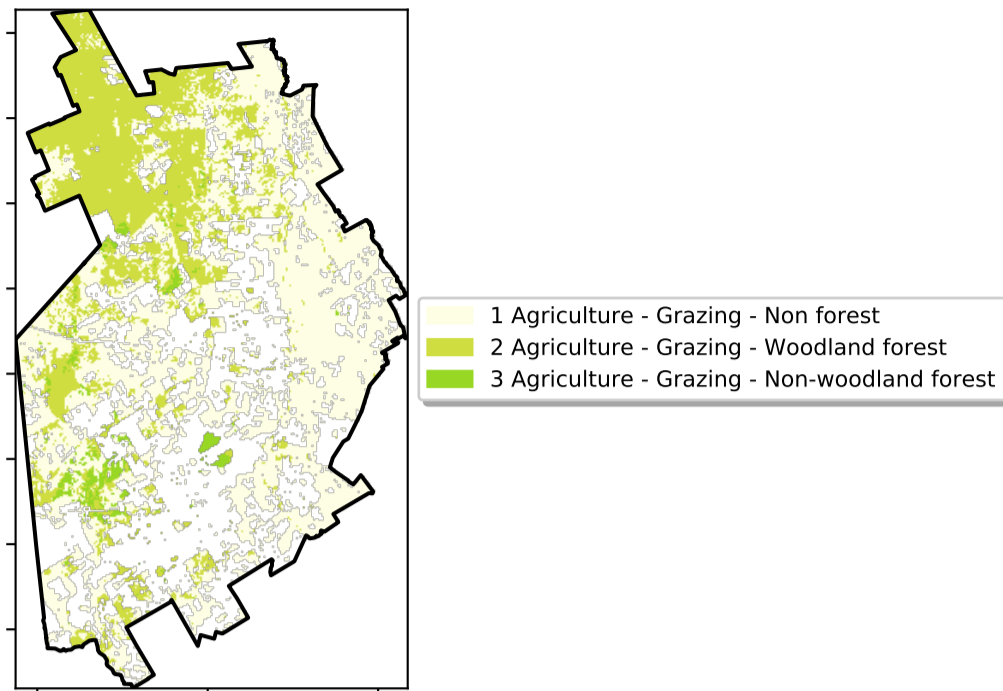 1 Agriculture - Grazing - Non forest
2 Agriculture - Grazing - Woodland forest
3 Agriculture - Grazing - Non-woodland forest